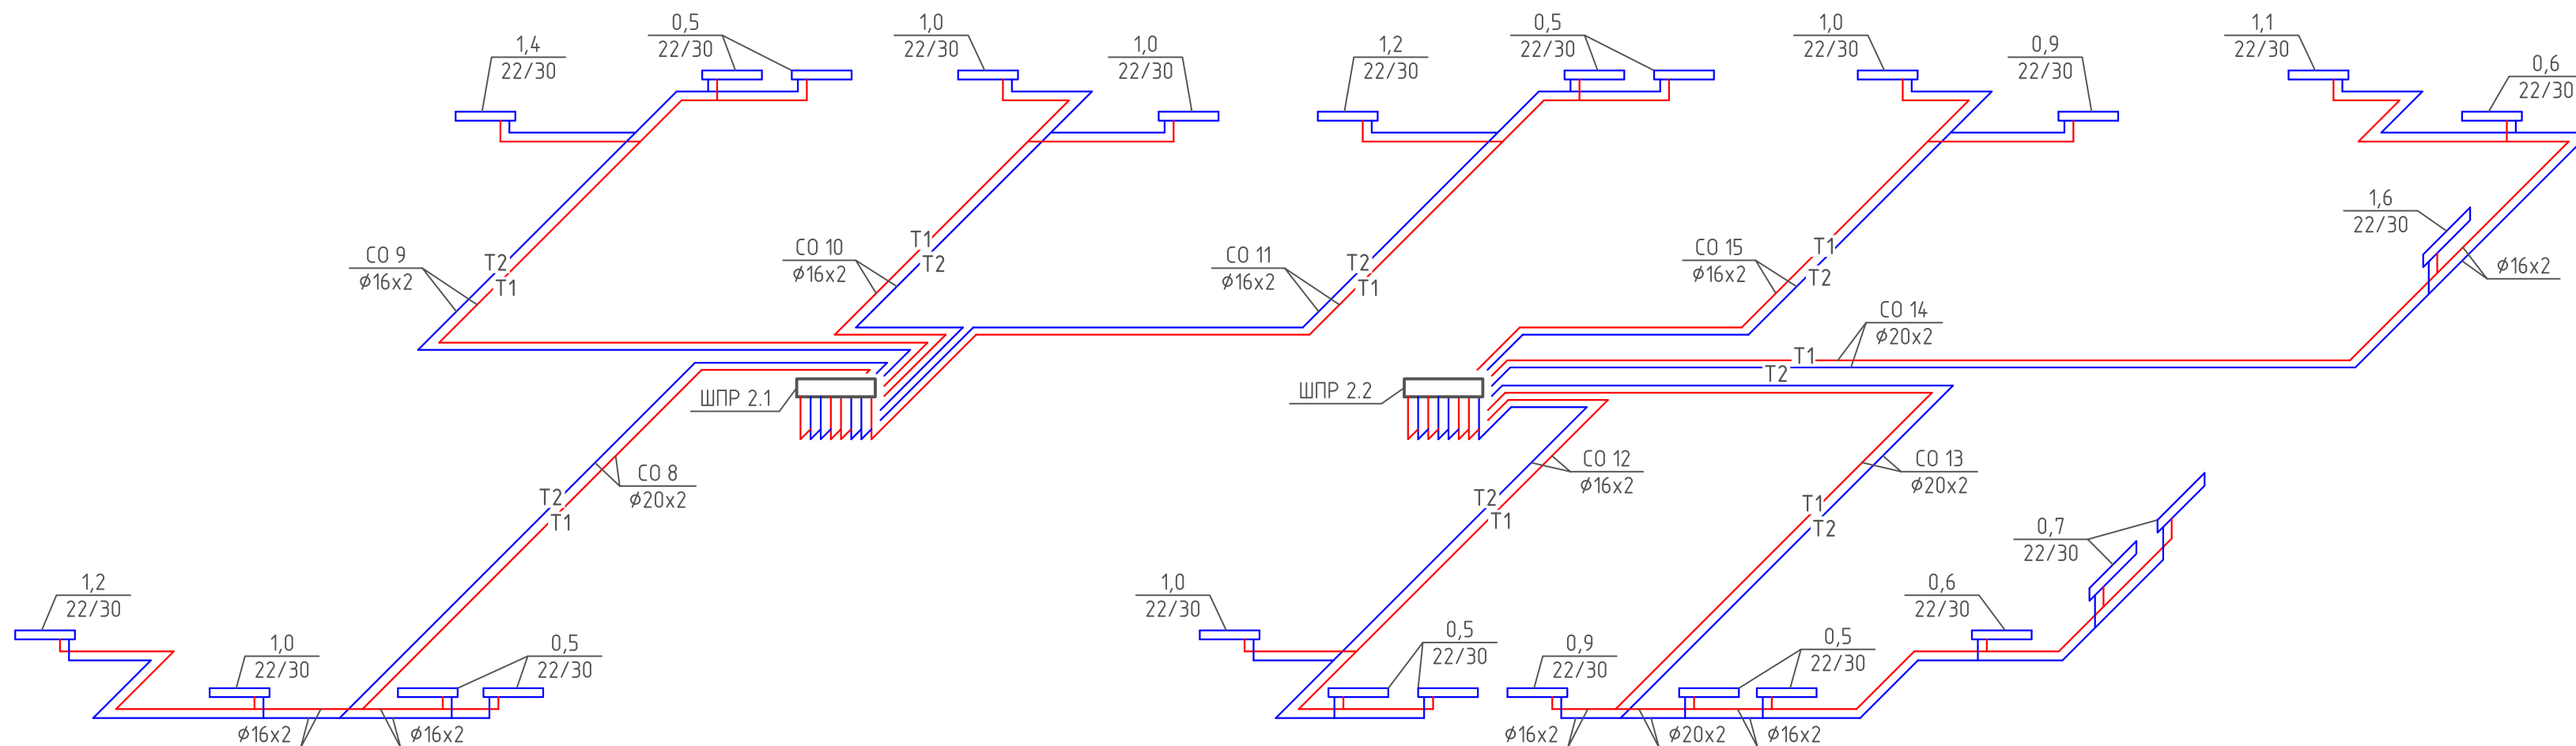 0,5
22/30
1,0
22/30
0,5
22/30
1,0
22/30
1,1
22/30
1,4
22/30
1,0
22/30
1,2
22/30
0,9
22/30
0,6
22/30
1,6
22/30
СО 9
ϕ16x2
Т2
Т1
СО 10
ϕ16x2
Т1
Т2
СО 11
ϕ16x2
Т2
Т1
СО 15
ϕ16x2
Т1
Т2
ϕ16x2
СО 14
ϕ20x2
Т1
Т2
ШПР 2.1
ШПР 2.2
СО 8
ϕ20x2
Т2
Т1
СО 12
ϕ16x2
Т2
Т1
СО 13
ϕ20x2
Т1
Т2
0,7
22/30
1,2
22/30
1,0
22/30
0,6
22/30
1,0
22/30
0,5
22/30
0,5
22/30
0,9
22/30
0,5
22/30
ϕ16x2
ϕ16x2
ϕ16x2
ϕ20x2
ϕ16x2